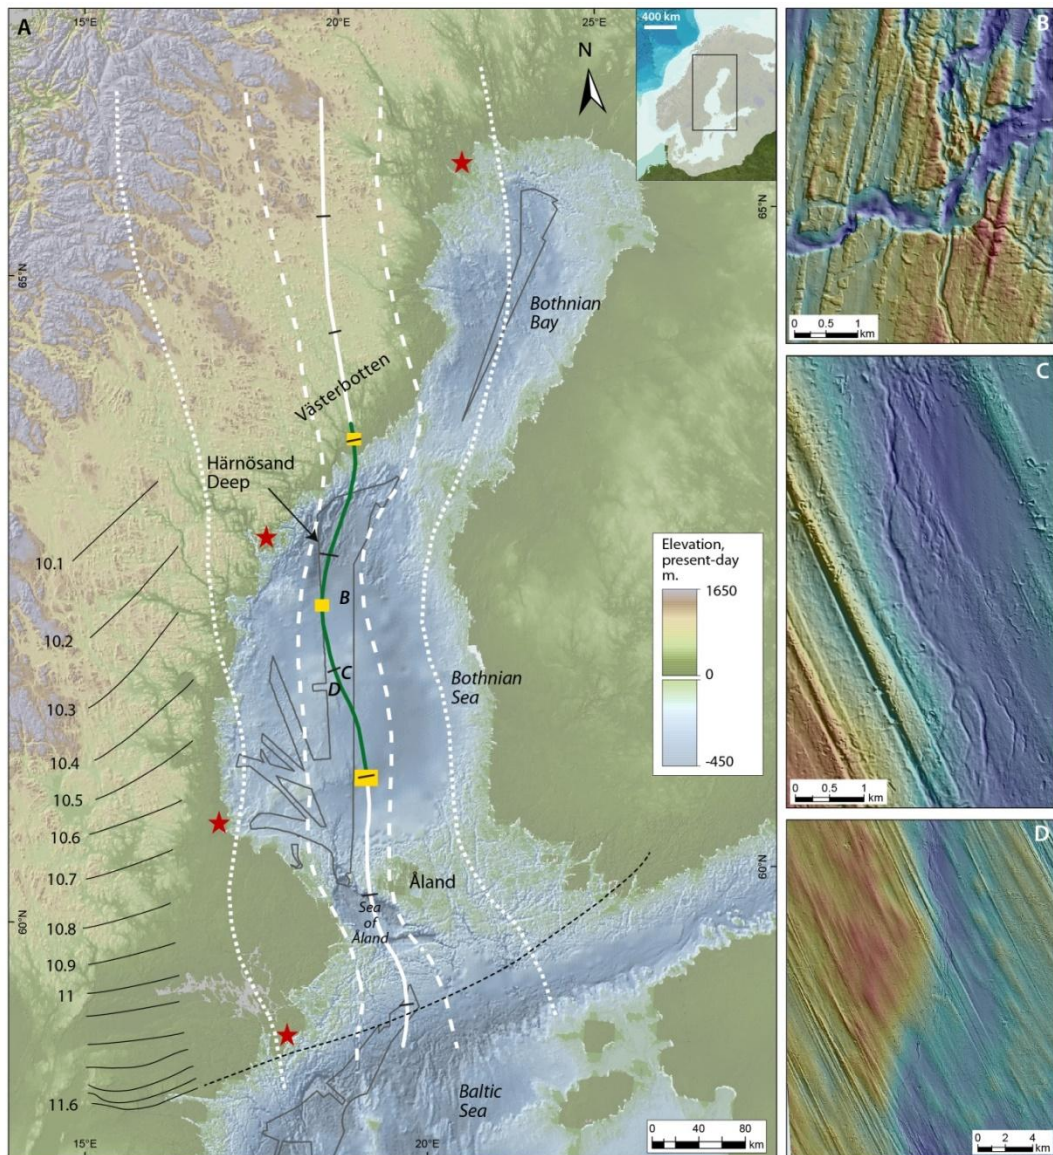 A
15°E
20°E
25°E
400 km
N
65°N
65°N
Bothnian
Bay
Västerbotten
Härnösand
Deep
B
C
D
Bothnian
Sea
Elevation,
present-day
m.
1650
0
-450
10.1
10.2
10.3
10.4
10.5
10.6
10.7
10.8
10.9
11
11.6
60°N
60°N
Åland
Sea
of
Åland
Baltic
Sea
15°E
20°E
0 20 40 80
km
B
0 0.5 1
km
C
0 0.5 1
km
D
0 2 4
km